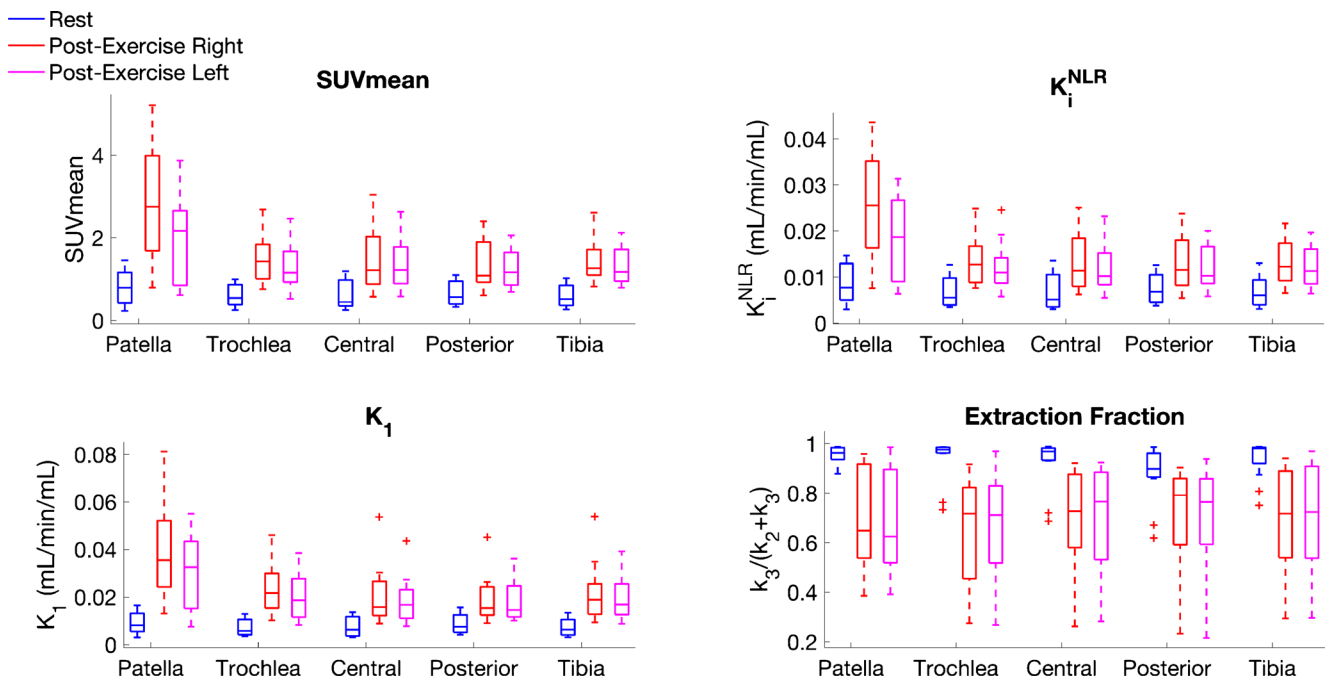 Rest
Post-Exercise Right
Post-Exercise Left
SUVmean
SUVmean
4
2
0
Patella Trochlea Central Posterior Tibia
K_i^NLR
K_i^NLR (mL/min/mL)
0.04
0.03
0.02
0.01
0
Patella Trochlea Central Posterior Tibia
K_1
K_1 (mL/min/mL)
0.08
0.06
0.04
0.02
0
Patella Trochlea Central Posterior Tibia
Extraction Fraction
k_3/(k_2+k_3)
1
0.8
0.6
0.4
0.2
Patella Trochlea Central Posterior Tibia